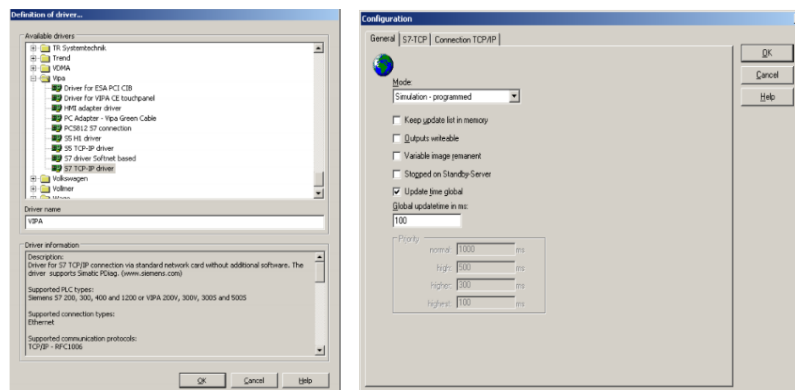 Definition of driver...
Available drivers
TR Systemtechnik
Trend
VDMA
Vipa
Driver for ESA PCI CIB
Driver for VIPA CE touchpanel
HMI adapter driver
PC Adapter - Vipa Green Cable
PC5812 S7 connection
S5 H1 driver
S5 TCP-IP driver
S7 driver Softnet based
S7 TCP-IP driver
Volkswagen
Vollmer
Driver name
VIPA
Driver information
Description:
Driver for S7 TCP/IP connection via standard network card without additional software. The
driver supports Simatic PDiag. (www.siemens.com)
Supported PLC types:
Siemens S7 200, 300, 400 and 1200 or VIPA 200V, 300V, 300S and 500S
Supported connection types:
Ethernet
Supported communication protocols:
TCP/IP - RFC1006
OK Cancel Help
Configuration
General S7-TCP Connection TCP/IP
Mode:
Simulation - programmed
Keep update list in memory
Outputs writeable
Variable image remanent
Stopped on Standby-Server
Update time global
Global updatetime in ms:
100
Priority
normal: 1000 ms
high: 500 ms
higher: 300 ms
highest: 100 ms
OK
Cancel
Help